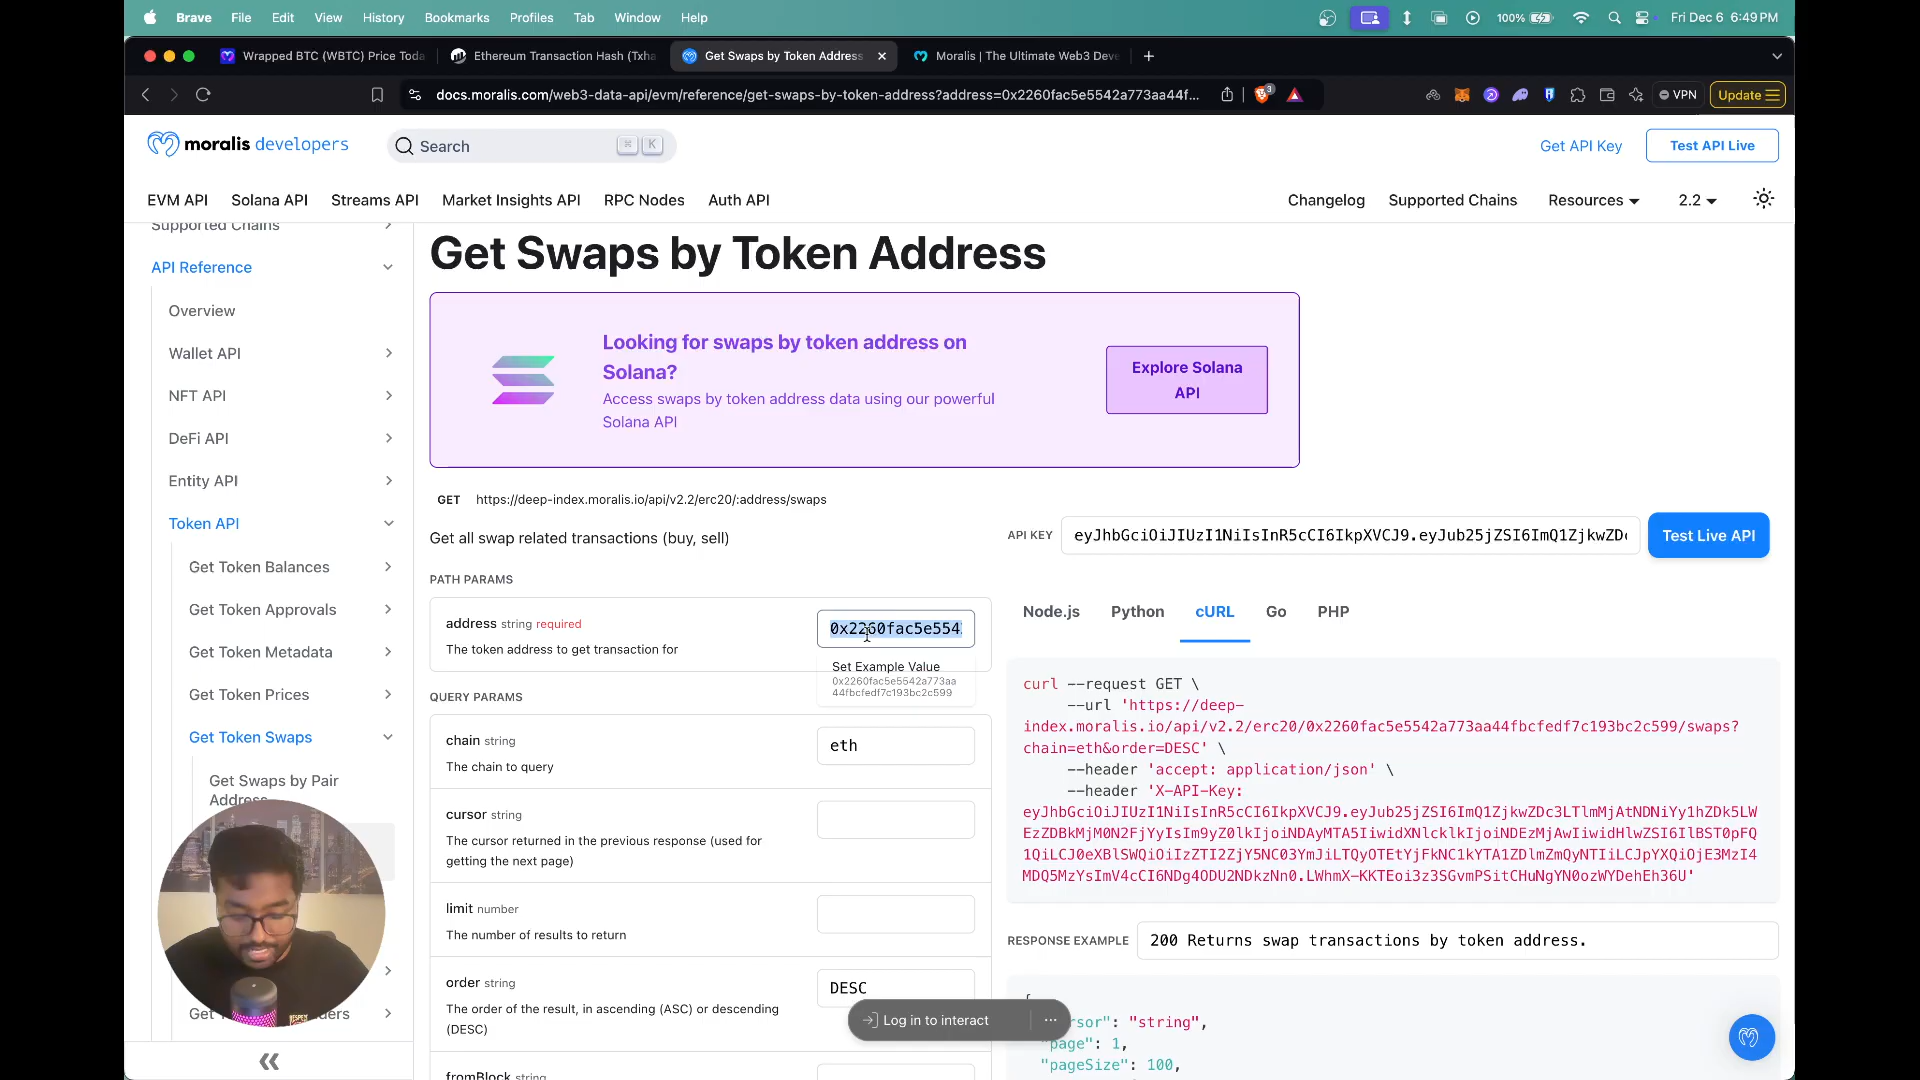 Brave File Edit View History Bookmarks Profiles Tab Window Help
100% Fri Dec 6 6:49 PM
Wrapped BTC (WBTC) Price Toda
Ethereum Transaction Hash (Txha
Get Swaps by Token Address
Moralis | The Ultimate Web3 Deve
docs.moralis.com/web3-data-api/evm/reference/get-swaps-by-token-address?address=0x2260fac5e5542a773aa44f...
3
VPN
Update
moralis developers
Search
K
Get API Key
Test API Live
EVM API Solana API Streams API Market Insights API RPC Nodes Auth API
Changelog Supported Chains Resources 2.2
Supported Chains
API Reference
Overview
Wallet API
NFT API
DeFi API
Entity API
Token API
Get Token Balances
Get Token Approvals
Get Token Metadata
Get Token Prices
Get Token Swaps
Get Swaps by Pair
Address
Get Swaps by Token Address
Looking for swaps by token address on
Solana?
Access swaps by token address data using our powerful
Solana API
Explore Solana
API
GET https://deep-index.moralis.io/api/v2.2/erc20/:address/swaps
Get all swap related transactions (buy, sell)
PATH PARAMS
address string required
The token address to get transaction for
0x2260fac5e554
Set Example Value
0x2260fac5e5542a773aa
44fbcfedf7c193bc2c599
QUERY PARAMS
chain string
The chain to query
eth
cursor string
The cursor returned in the previous response (used for
getting the next page)
limit number
The number of results to return
order string
The order of the result, in ascending (ASC) or descending
(DESC)
DESC
fromBlock string
Log in to interact
API KEY
Test Live API
Node.js Python cURL Go PHP
curl --request GET \
--url 'https://deep-
index.moralis.io/api/v2.2/erc20/0x2260fac5e5542a773aa44fbcfedf7c193bc2c599/swaps?
chain=eth&order=DESC' \
--header 'accept: application/json' \
--header 'X-API-Key:
RESPONSE EXAMPLE
200 Returns swap transactions by token address.
{
"string",
"page": 1,
"pageSize": 100,